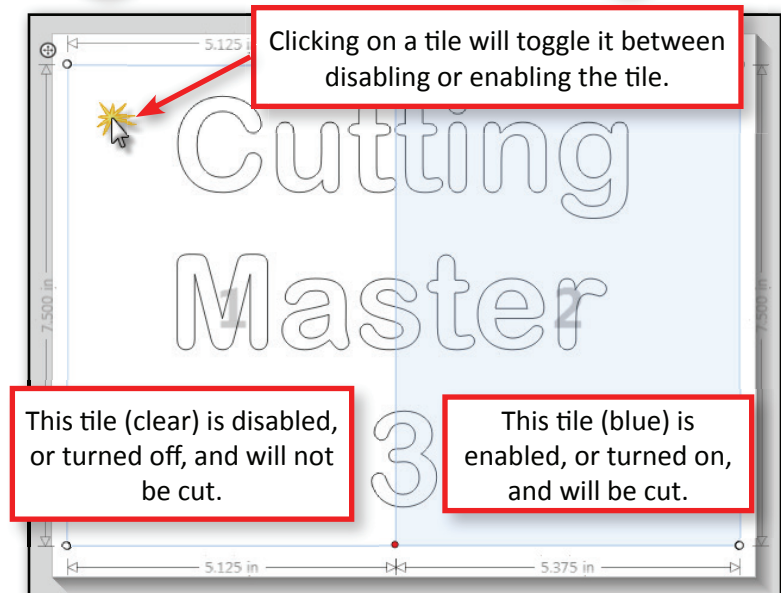 5.125 i
Clicking on a tile will toggle it between
disabling or enabling the tile.
Cutting
7.500 in
Master
1
2
7.500 in
This tile (clear) is disabled,
or turned off, and will not
be cut.
3
This tile (blue) is
enabled, or turned on,
and will be cut.
5.125 in
5.375 in